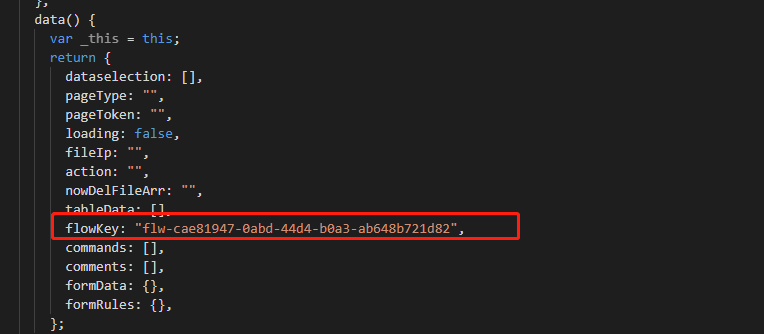 },
data() {
var _this = this;
return {
dataselection: [],
pageType: "",
pageToken: "",
loading: false,
fileIp: "",
action: "",
nowDelFileArr: "",
tableData: [],
flowKey: "flw-cae81947-0abd-44d4-b0a3-ab648b721d82",
commands: [],
comments: [],
formData: {},
formRules: {},
};